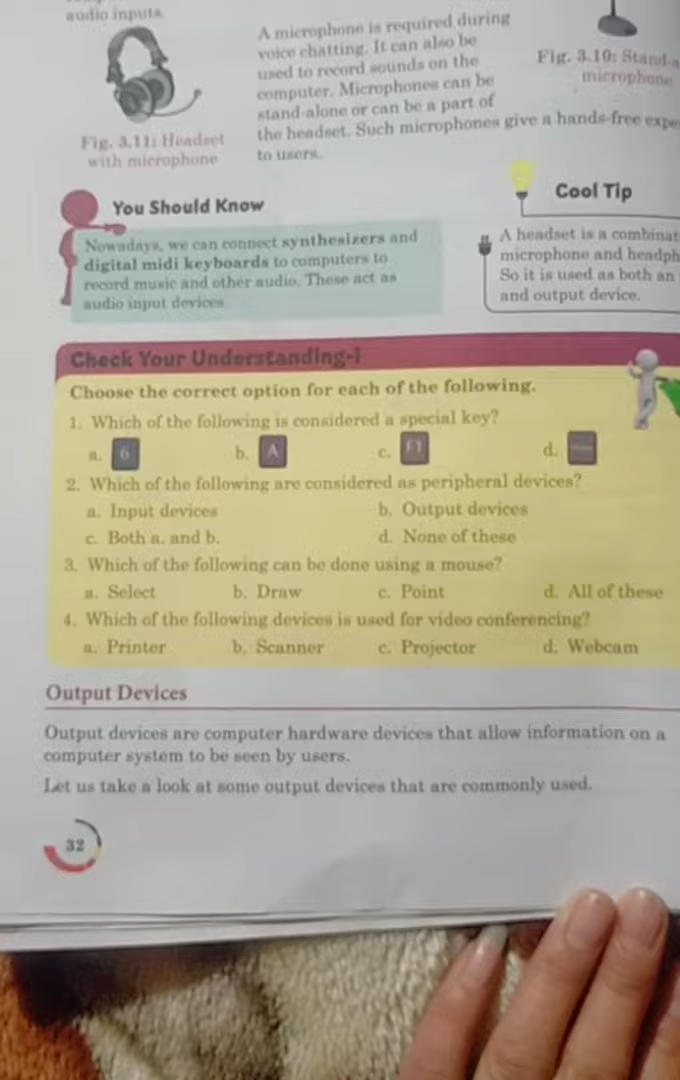 audio inputs.
A microphone is required during
voice chatting. It can also be
used to record sounds on the
computer. Microphones can be
stand-alone or can be a part of
the headset. Such microphones give a hands-free
to users.
Fig. 3.10:
microphone
Fig. 3.11: Headset
with microphone
You Should Know
Nowadays, we can connect synthesizers and
digital midi keyboards to computers to
record music and other audio. These act as
audio input devices.
Cool Tip
A headset is a
microphone and
So it is used as both an
and output device.
Check Your Understanding-I
Choose the correct option for each of the following.
1. Which of the following is considered a special key?
a. 6 b. A c. F1 d.
2. Which of the following are considered as peripheral devices?
a. Input devices b. Output devices
c. Both a. and b. d. None of these
3. Which of the following can be done using a mouse?
a. Select b. Draw c. Point d. All of these
4. Which of the following devices is used for video conferencing?
a. Printer b. Scanner c. Projector d. Webcam
Output Devices
Output devices are computer hardware devices that allow information on a
computer system to be seen by users.
Let us take a look at some output devices that are commonly used.
32